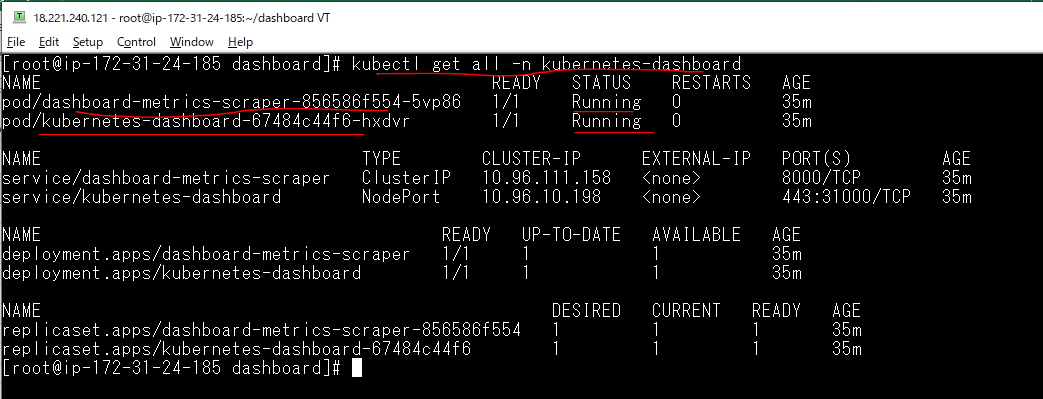 18.221.240.121 - root@ip-172-31-24-185:~/dashboard VT
File Edit Setup Control Window Help
[root@ip-172-31-24-185 dashboard]# kubectl get all -n kubernetes-dashboard
NAME READY STATUS RESTARTS AGE
pod/dashboard-metrics-scraper-856586f554-5vp86 1/1 Running 0 35m
pod/kubernetes-dashboard-67484c44f6-hxdvr 1/1 Running 0 35m
NAME TYPE CLUSTER-IP EXTERNAL-IP PORT(S) AGE
service/dashboard-metrics-scraper ClusterIP 10.96.111.158 <none> 8000/TCP 35m
service/kubernetes-dashboard NodePort 10.96.10.198 <none> 443:31000/TCP 35m
NAME READY UP-TO-DATE AVAILABLE AGE
deployment.apps/dashboard-metrics-scraper 1/1 1 1 35m
deployment.apps/kubernetes-dashboard 1/1 1 1 35m
NAME DESIRED CURRENT READY AGE
replicaset.apps/dashboard-metrics-scraper-856586f554 1 1 1 35m
replicaset.apps/kubernetes-dashboard-67484c44f6 1 1 1 35m
[root@ip-172-31-24-185 dashboard]#